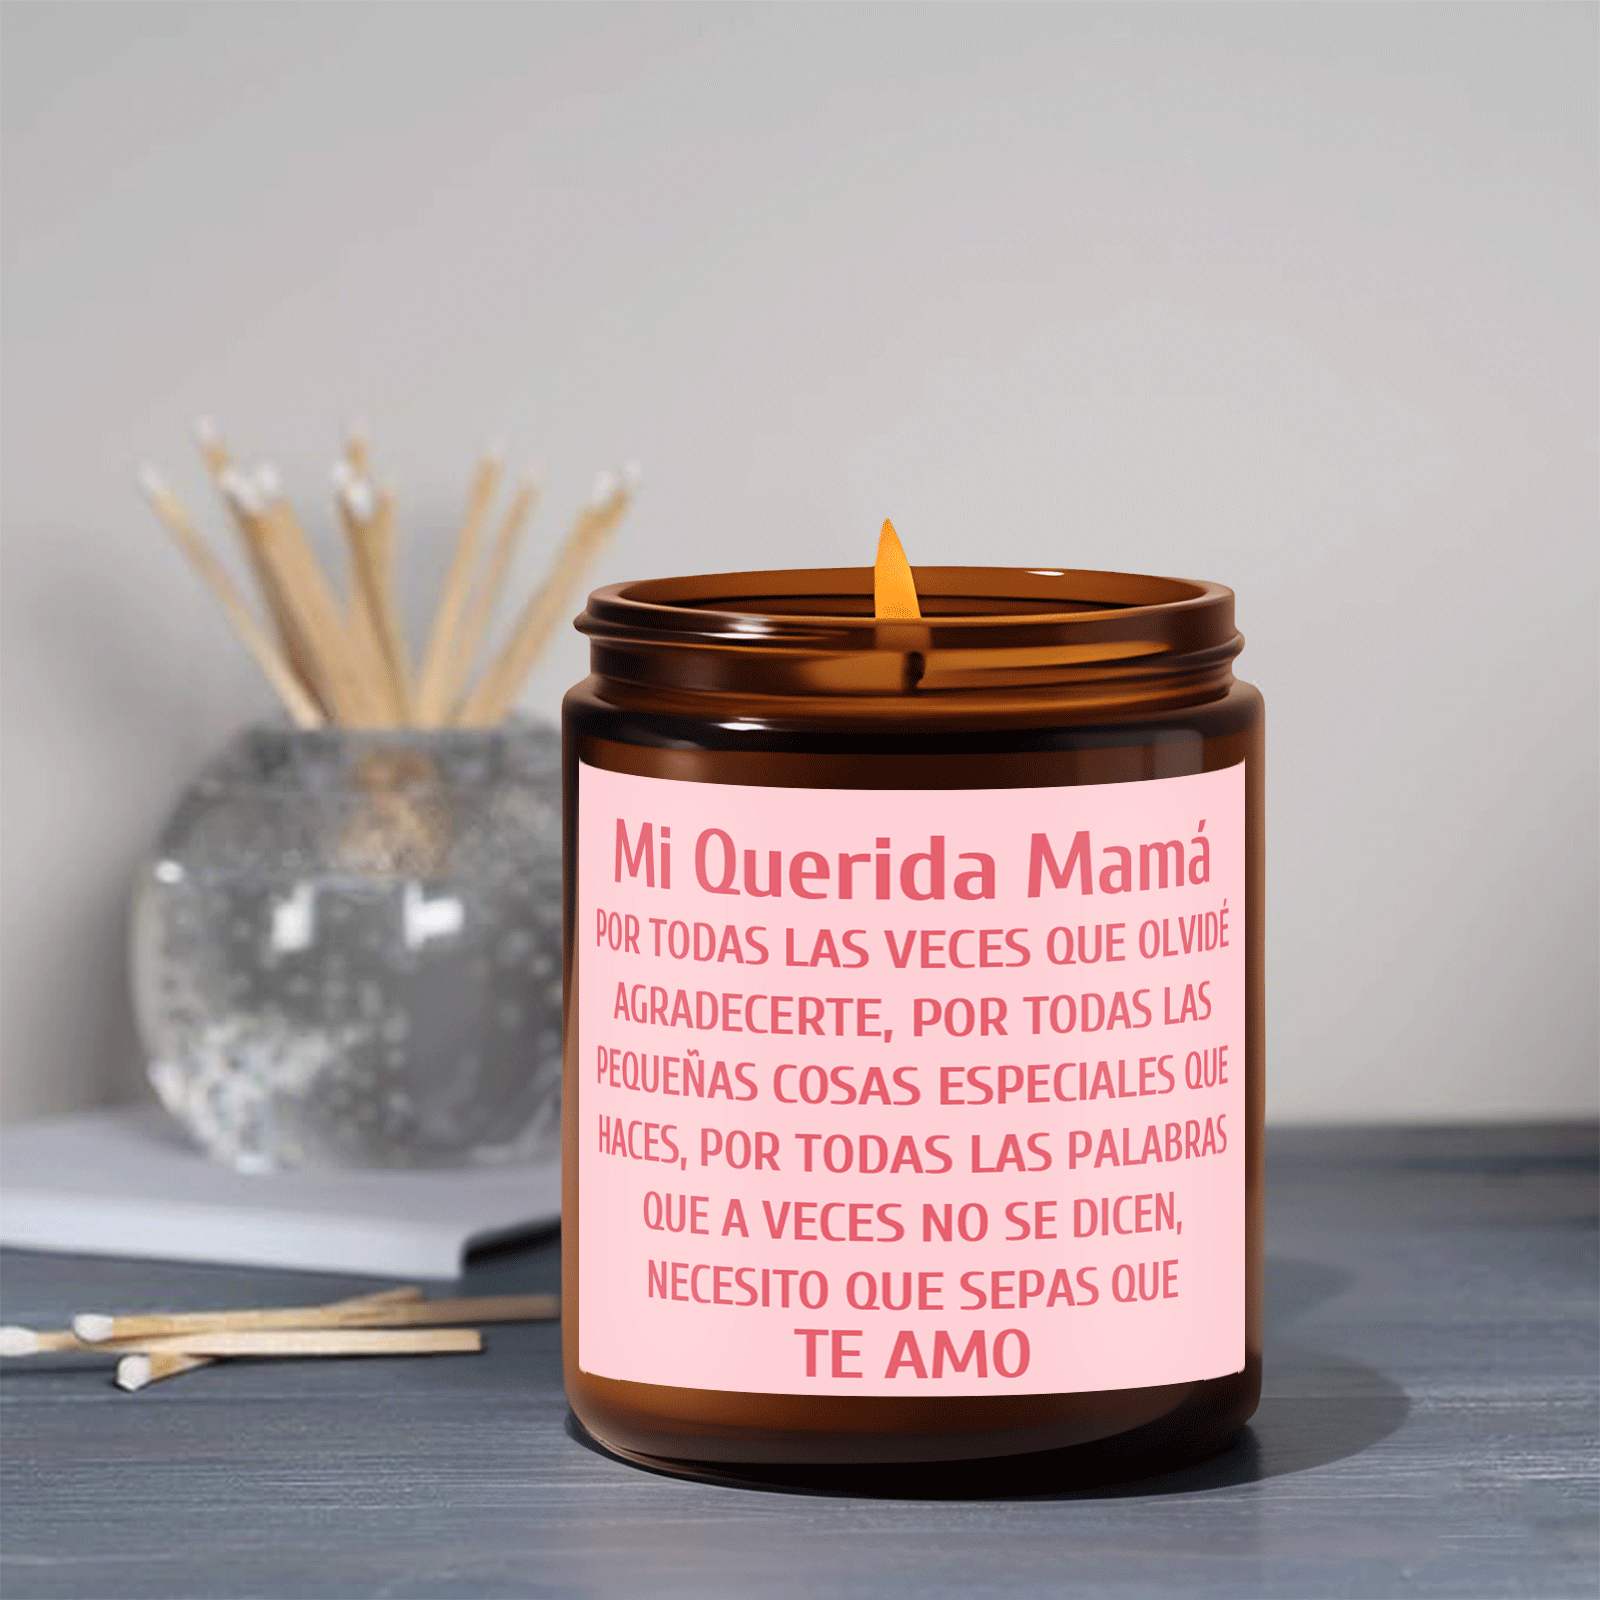 Mi Querida Mamá
POR TODAS LAS VECES QUE OLVIDÉ
AGRADECERTE, POR TODAS LAS
PEQUEÑAS COSAS ESPECIALES QUE
HACES, POR TODAS LAS PALABRAS
QUE A VECES NO SE DICEN,
NECESITO QUE SEPAS QUE
TE AMO